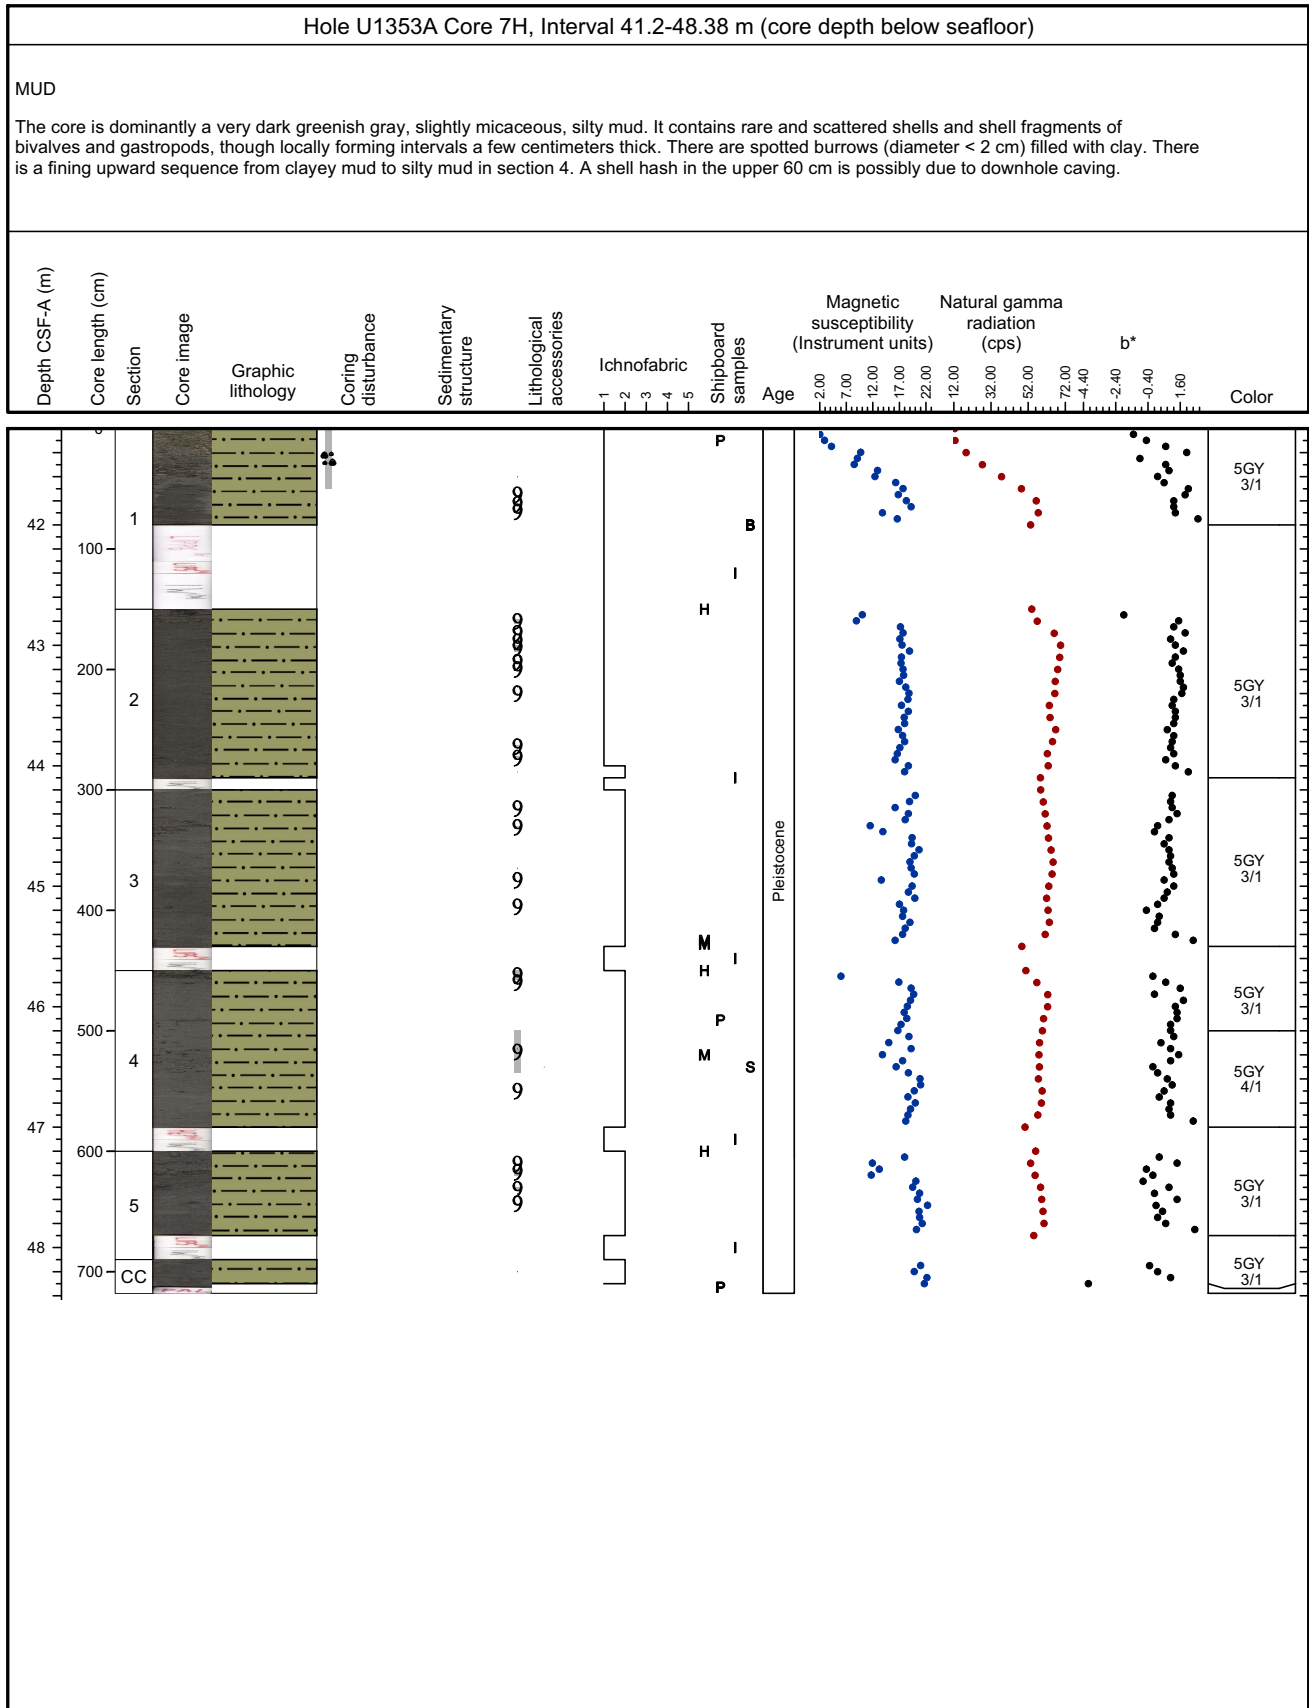 Hole U1353A Core 7H, Interval 41.2-48.38 m (core depth below seafloor)
MUD
The core is dominantly a very dark greenish gray, slightly micaceous, silty mud. It contains rare and scattered shells and shell fragments of
bivalves and gastropods, though locally forming intervals a few centimeters thick. There are spotted burrows (diameter < 2 cm) filled with clay. There
is a fining upward sequence from clayey mud to silty mud in section 4. A shell hash in the upper 60 cm is possibly due to downhole caving.
Depth CSF-A (m)
Core length (cm)
Section
Core image
Graphic
lithology
Coring
disturbance
Sedimentary
structure
Lithological
accessories
Ichnofabric
1 2 3 4 5
Shipboard
samples
Age
Magnetic
susceptibility
(Instrument units)
2.00 7.00 12.00 17.00 22.00
Natural gamma
radiation
(cps)
12.00 32.00 52.00 72.00
b*
-4.40 -2.40 -0.40 1.60
Color
0
P
5GY
3/1
1
42
B
100
I
H
43
200
2
5GY
3/1
44
I
300
Pleistocene
3
5GY
3/1
45
400
M
M
I
H
46
5GY
3/1
P
500
4
M
S
5GY
4/1
47
I
600
H
5
5GY
3/1
48
I
700
CC
5GY
3/1
P